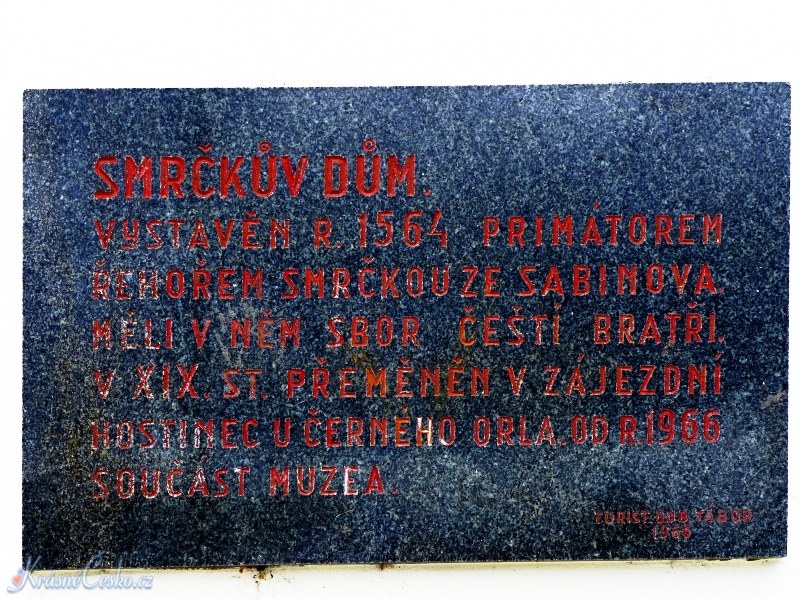 SMRČKŮV DŮM.
VYSTAVĚN R. 1564 PRIMÁTOREM
ŘEHOŘEM SMRČKOU ZE SABINOVA.
MĚLI V NĚM SBOR ČEŠTÍ BRATŘI.
V XIX. ST. PŘEMĚNĚN V ZÁJEZDNÍ
HOSTINEC U ČERNÉHO ORLA. OD R. 1966
SOUČÁST MUZEA.
TURIST. ODB. TÁBOR
1966
KrásnéČesko.cz